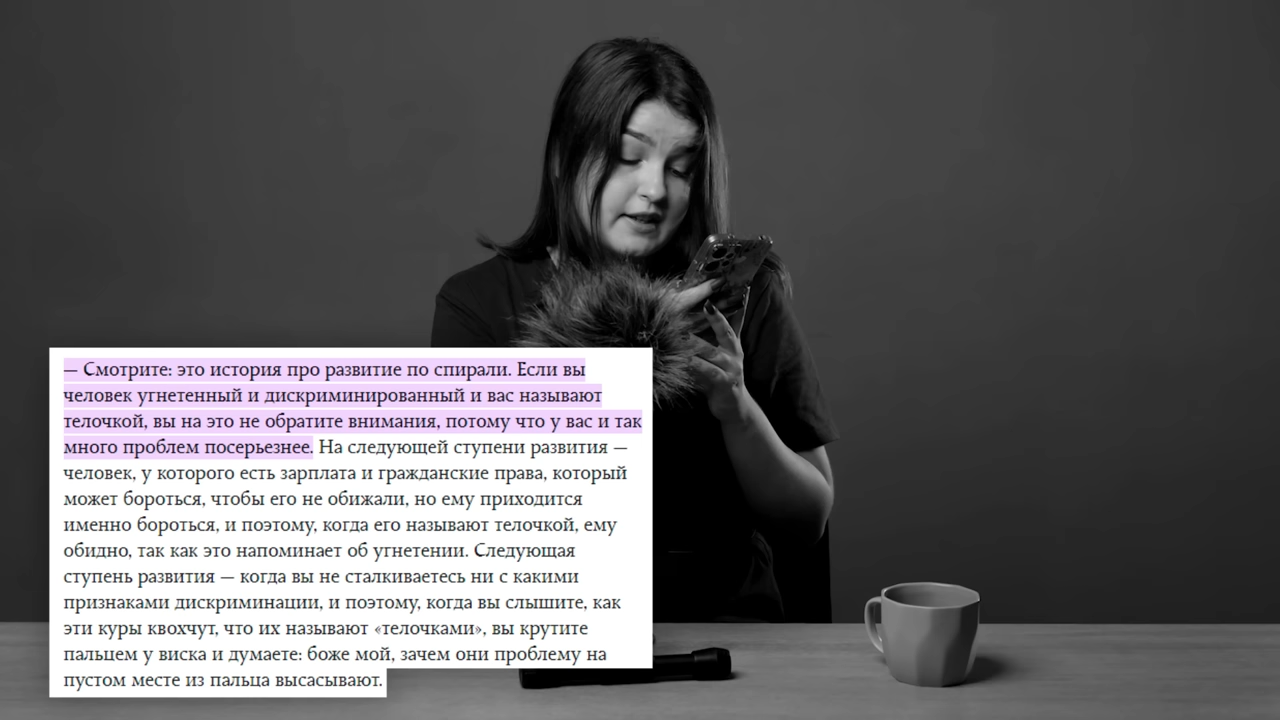 — Смотрите: это история про развитие по спирали. Если вы
человек угнетенный и дискриминированный и вас называют
телочкой, вы на это не обратите внимания, потому что у вас и так
много проблем посерьезнее. На следующей ступени развития —
человек, у которого есть зарплата и гражданские права, который
может бороться, чтобы его не обижали, но ему приходится
именно бороться, и поэтому, когда его называют телочкой, ему
обидно, так как это напоминает об угнетении. Следующая
ступень развития — когда вы не сталкиваетесь ни с какими
признаками дискриминации, и поэтому, когда вы слышите, как
эти куры квохчут, что их называют «телочками», вы крутите
пальцем у виска и думаете: боже мой, зачем они проблему на
пустом месте из пальца высасывают.